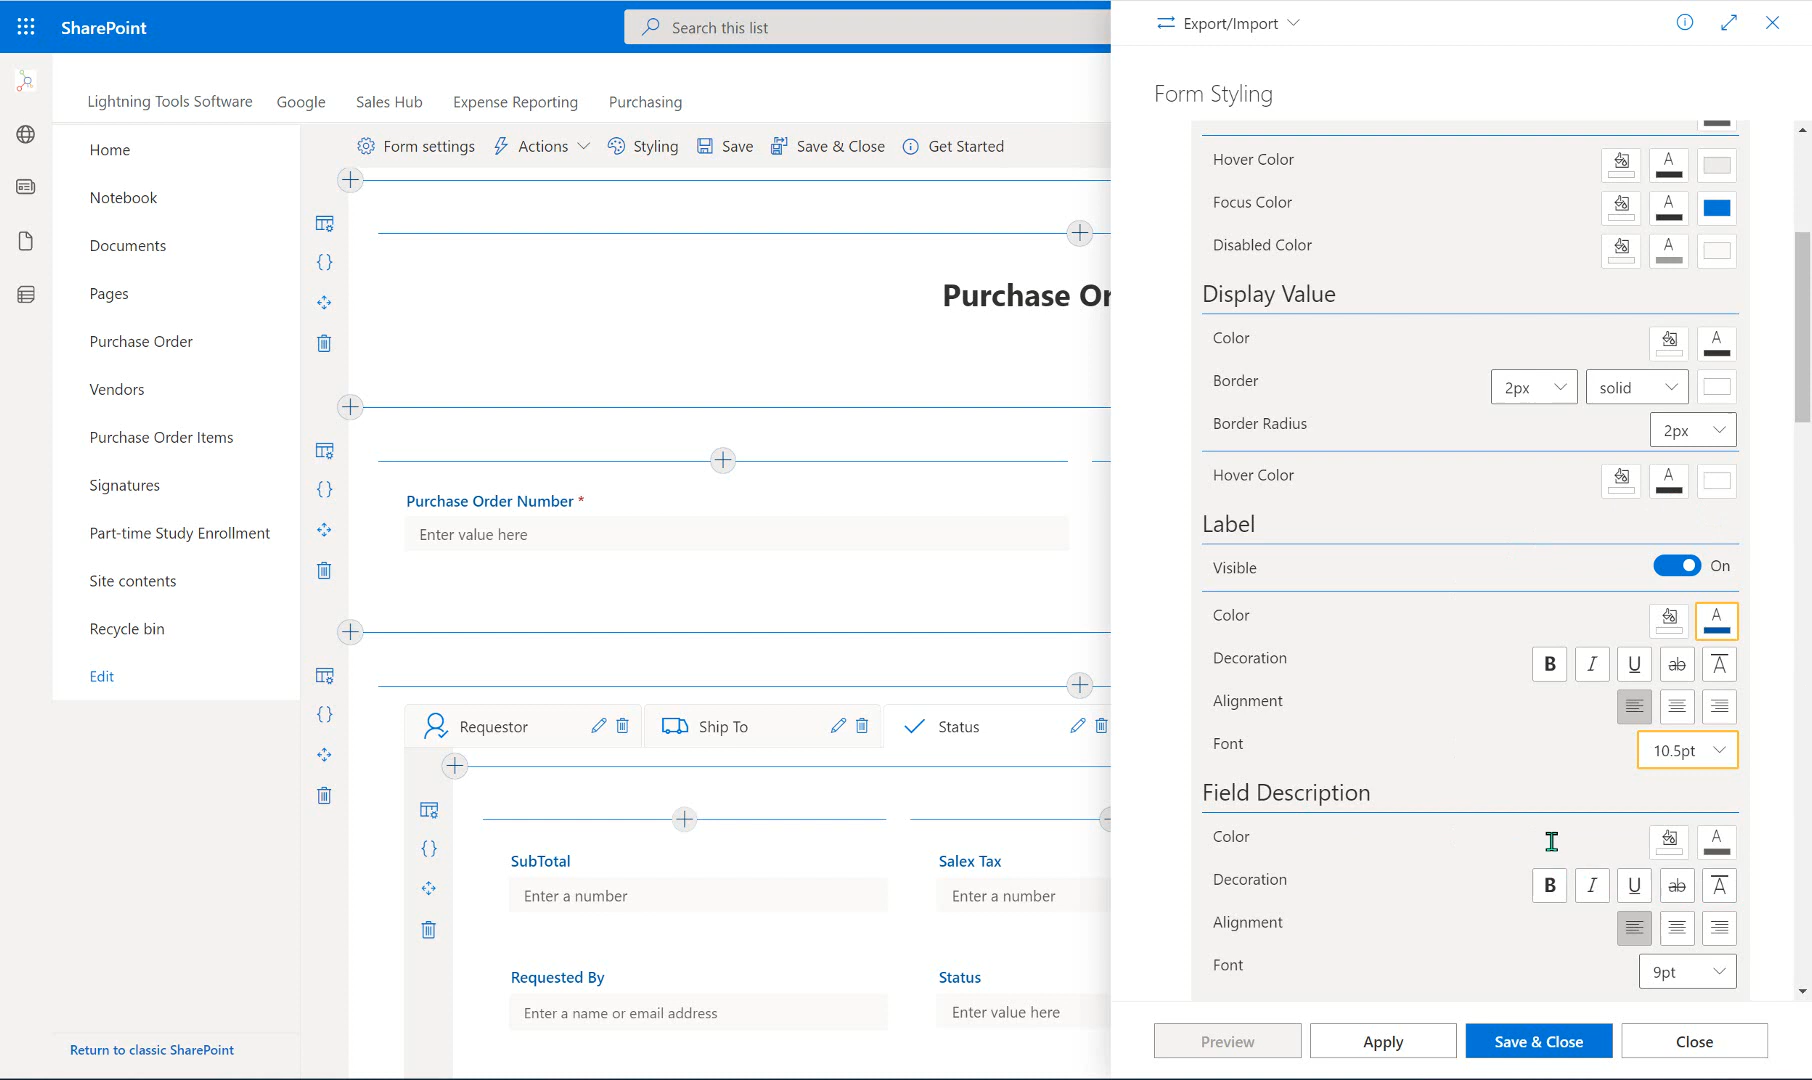 SharePoint
Search this list
Export/Import
Lightning Tools Software
Google
Sales Hub
Expense Reporting
Purchasing
Form Styling
Home
Notebook
Documents
Pages
Purchase Order
Vendors
Purchase Order Items
Signatures
Part-time Study Enrollment
Site contents
Recycle bin
Edit
Return to classic SharePoint
Form settings
Actions
Styling
Save
Save & Close
Get Started
Purchase Or
Purchase Order Number *
Enter value here
Requestor
Ship To
Status
SubTotal
Salex Tax
Enter a number
Enter a number
Requested By
Status
Enter a name or email address
Enter value here
Hover Color
A
Focus Color
A
Disabled Color
A
Display Value
Color
A
Border
2px
solid
Border Radius
2px
Hover Color
A
Label
Visible
On
Color
A
Decoration
B I U ab A
Alignment
Font
10.5pt
Field Description
Color
A
Decoration
B I U ab A
Alignment
Font
9pt
Preview
Apply
Save & Close
Close